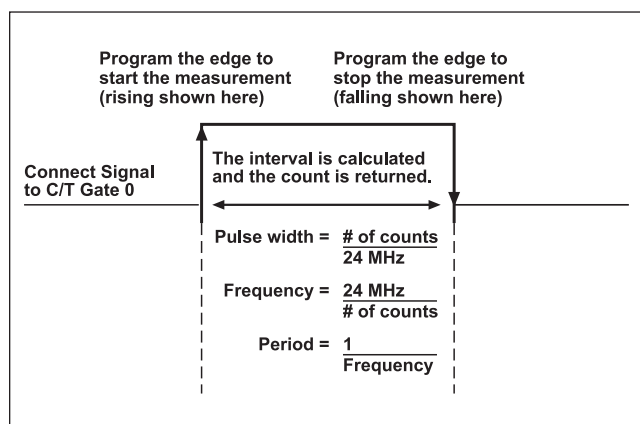 Program the edge to
start the measurement
(rising shown here)
Program the edge to
stop the measurement
(falling shown here)
Connect Signal
to C/T Gate 0
The interval is calculated
and the count is returned.
Pulse width = # of counts
24 MHz
Frequency = 24 MHz
# of counts
Period = 1
Frequency